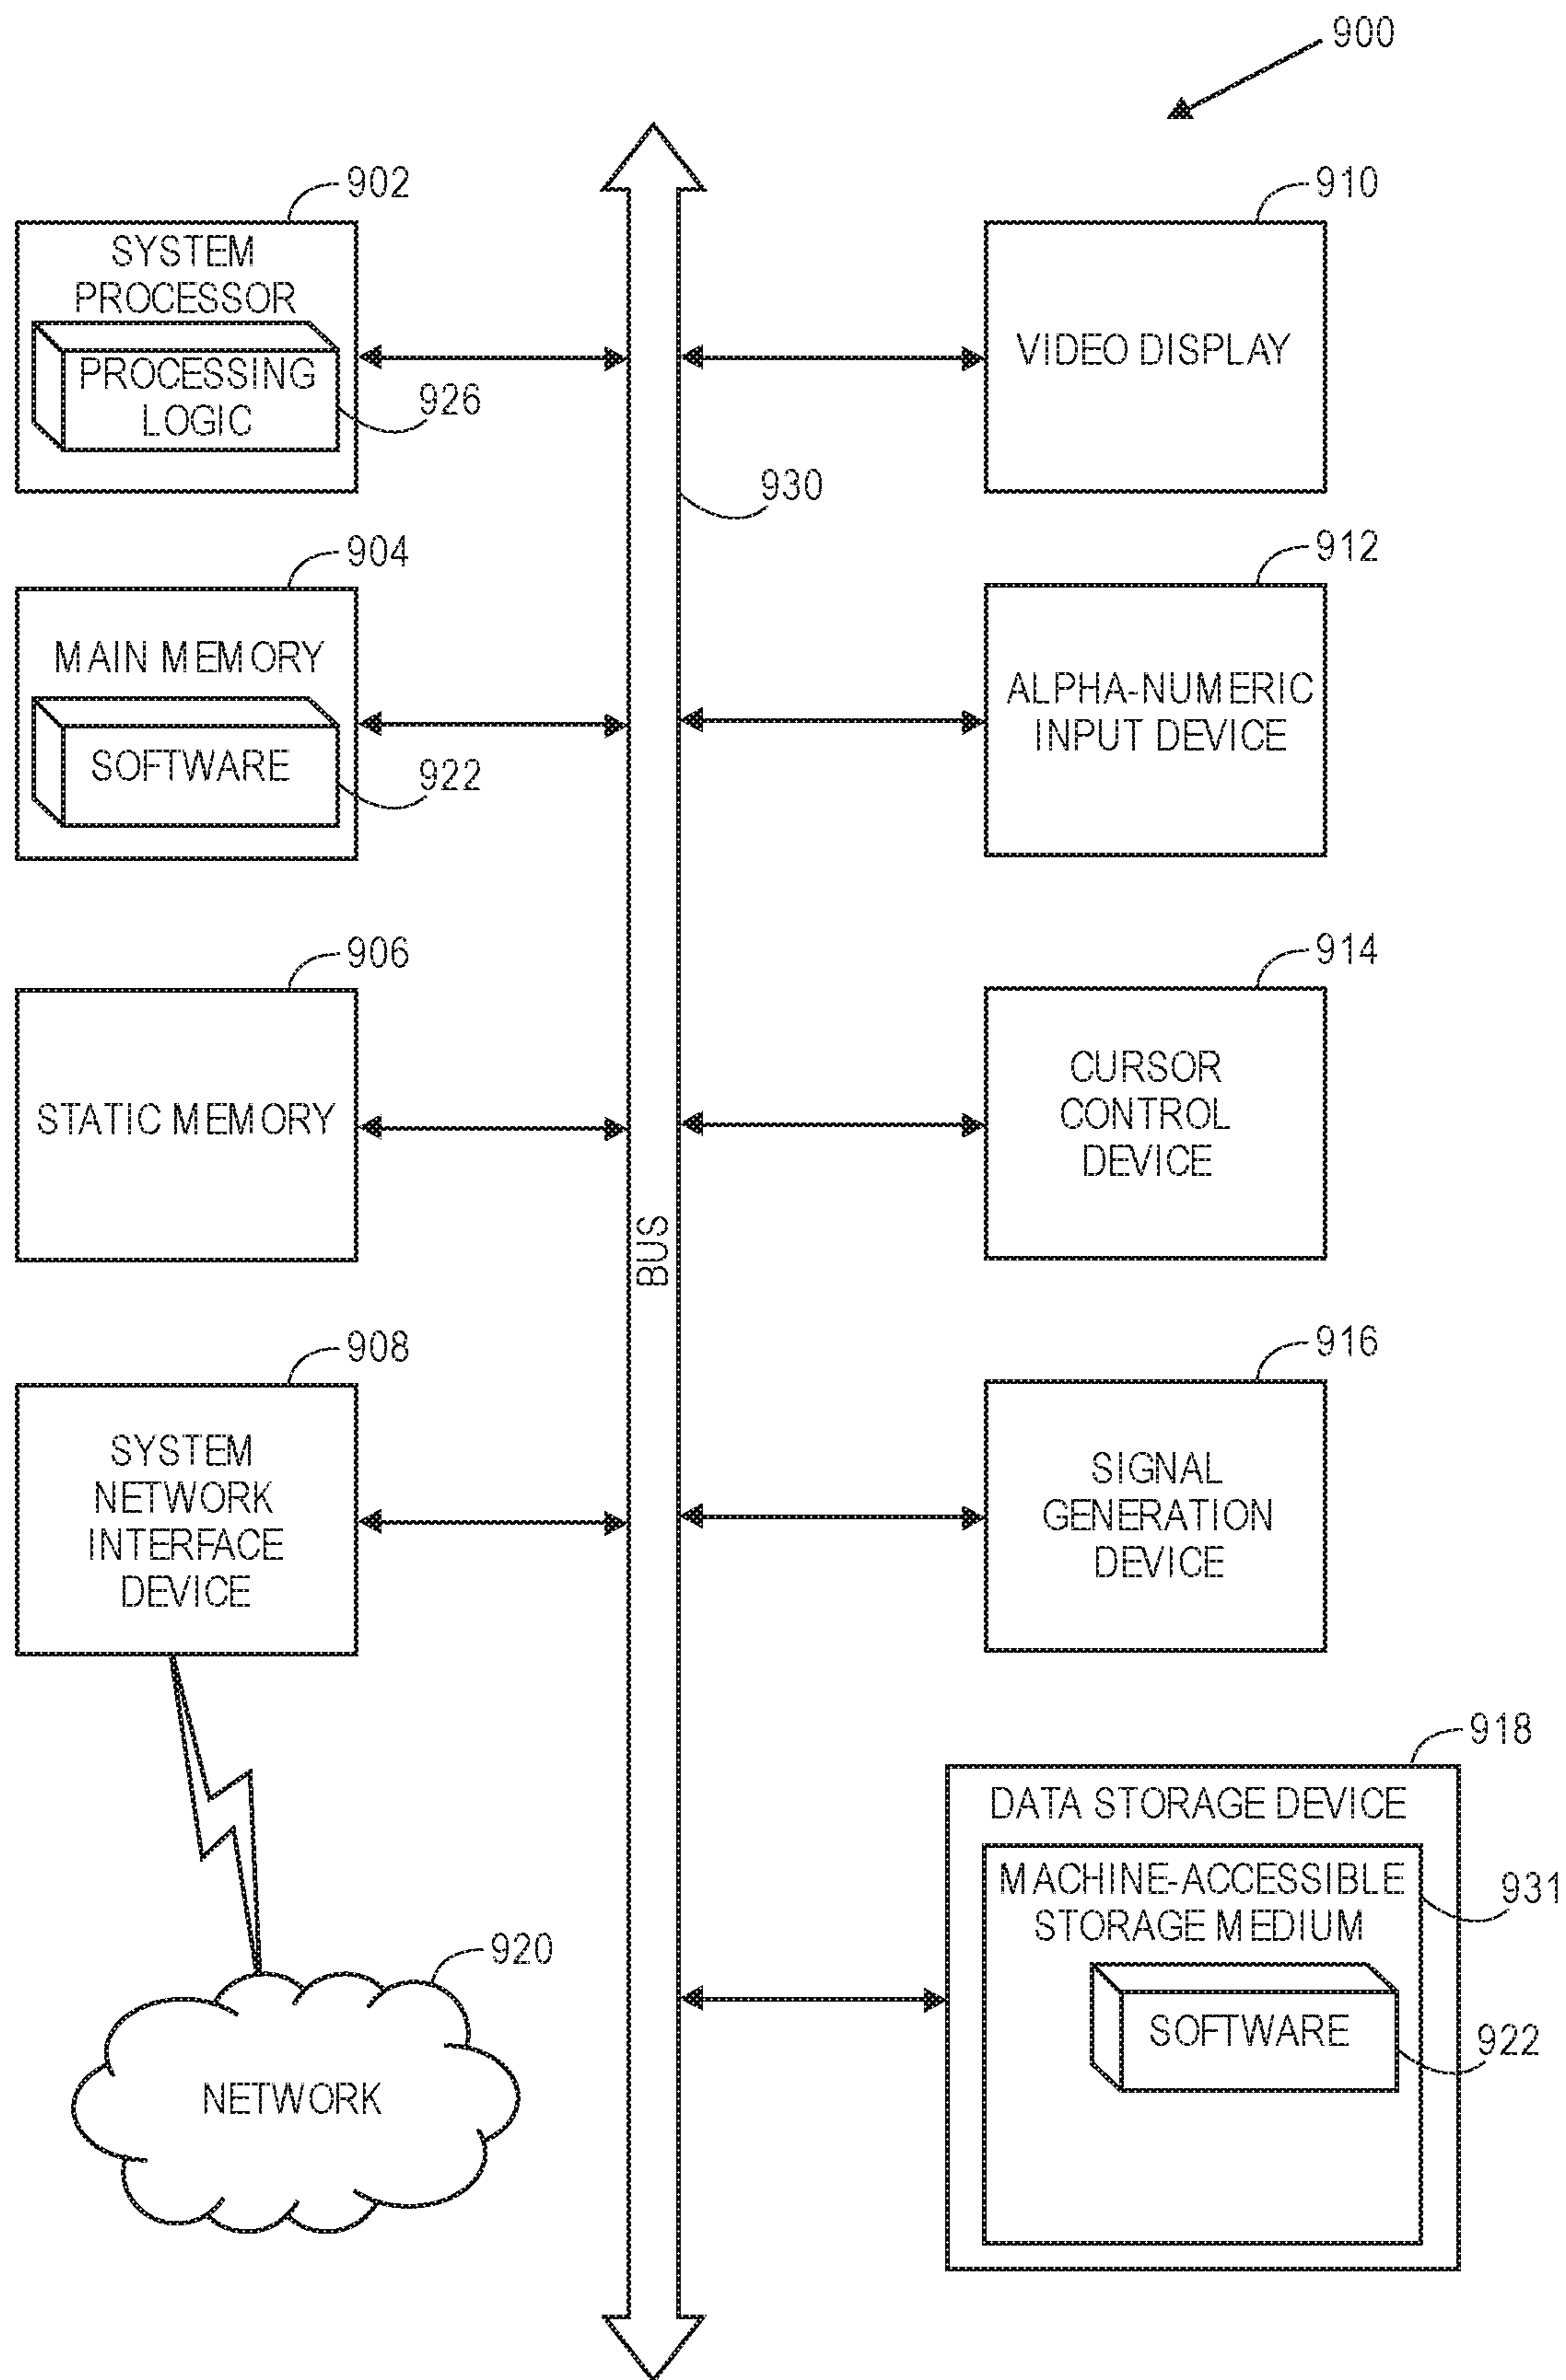 900
902
SYSTEM
PROCESSOR
PROCESSING
LOGIC
926
904
MAIN MEMORY
SOFTWARE
922
906
STATIC MEMORY
908
SYSTEM
NETWORK
INTERFACE
DEVICE
920
NETWORK
930
BUS
910
VIDEO DISPLAY
912
ALPHA-NUMERIC
INPUT DEVICE
914
CURSOR
CONTROL
DEVICE
916
SIGNAL
GENERATION
DEVICE
918
DATA STORAGE DEVICE
MACHINE-ACCESSIBLE
STORAGE MEDIUM
931
SOFTWARE
922